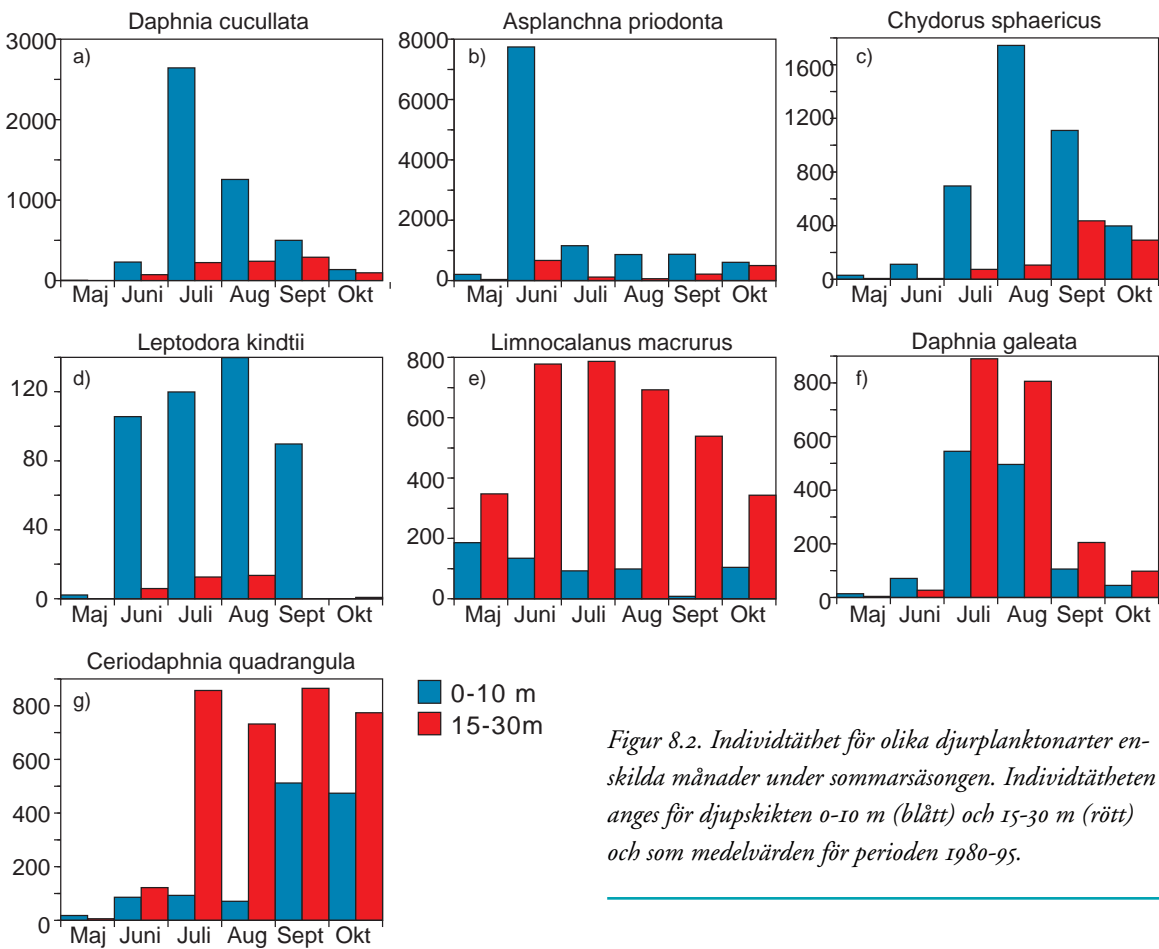 Daphnia cucullata
a)
3000
2000
1000
0
Maj Juni Juli Aug Sept Okt
Asplanchna priodonta
b)
8000
6000
4000
2000
0
Maj Juni Juli Aug Sept Okt
Chydorus sphaericus
c)
1600
1200
800
400
0
Maj Juni Juli Aug Sept Okt
Leptodora kindtii
d)
120
80
40
0
Maj Juni Juli Aug Sept Okt
Limnocalanus macrurus
e)
800
600
400
200
0
Maj Juni Juli Aug Sept Okt
Daphnia galeata
f)
800
600
400
200
0
Maj Juni Juli Aug Sept Okt
Ceriodaphnia quadrangula
g)
800
600
400
200
0
Maj Juni Juli Aug Sept Okt
0-10 m
15-30m
Figur 8.2. Individtäthet för olika djurplanktonarter en-
skilda månader under sommarsäsongen. Individtätheten
anges för djupskikten 0-10 m (blått) och 15-30 m (rött)
och som medelvärden för perioden 1980-95.